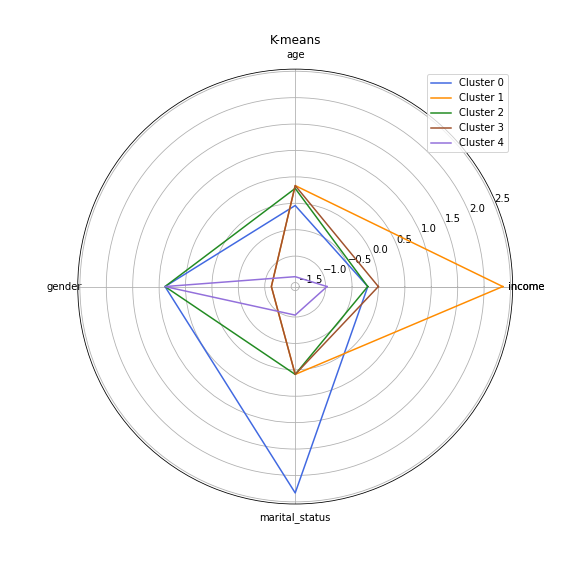 K-means
age
Cluster 0
Cluster 1
Cluster 2
Cluster 3
Cluster 4
2.5
2.0
1.5
1.0
0.5
0.0
−0.5
−1.0
−1.5
gender
income
marital_status